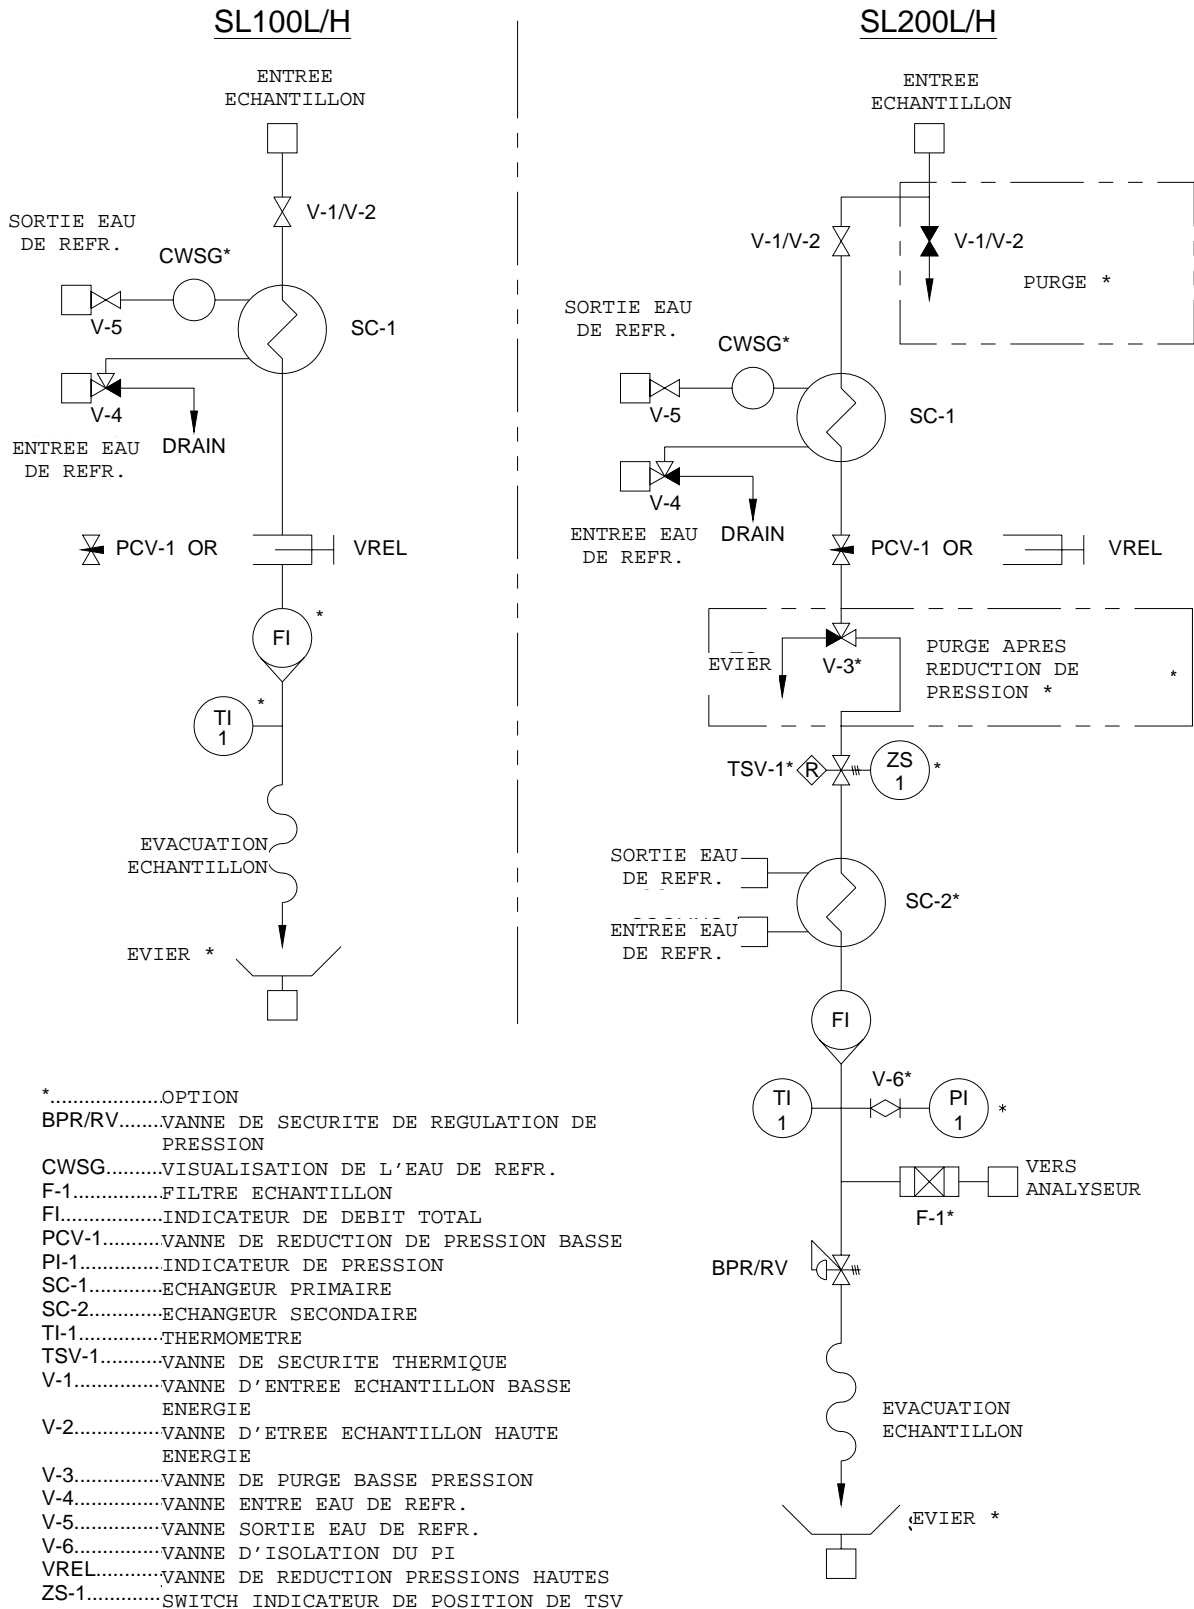 SL100L/H
ENTREE
ECHANTILLON
V-1/V-2
SORTIE EAU
DE REFR.
CWSG*
V-5
SC-1
V-4
ENTREE EAU
DE REFR.
DRAIN
PCV-1 OR
VREL
FI
*
TI
1
*
EVACUATION
ECHANTILLON
EVIER *
SL200L/H
ENTREE
ECHANTILLON
V-1/V-2
V-1/V-2
PURGE *
SORTIE EAU
DE REFR.
CWSG*
V-5
SC-1
V-4
ENTREE EAU
DE REFR.
DRAIN
PCV-1 OR
VREL
EVIER
V-3*
PURGE APRES
REDUCTION DE
PRESSION *
*
TSV-1*
R
ZS
1
*
SORTIE EAU
DE REFR.
SC-2*
ENTREE EAU
DE REFR.
FI
TI
1
V-6*
PI
1
*
VERS
ANALYSEUR
F-1*
BPR/RV
EVACUATION
ECHANTILLON
EVIER *
*....................OPTION
BPR/RV.......VANNE DE SECURITE DE REGULATION DE
PRESSION
CWSG..........VISUALISATION DE L'EAU DE REFR.
F-1................FILTRE ECHANTILLON
FI..................INDICATEUR DE DEBIT TOTAL
PCV-1...........VANNE DE REDUCTION DE PRESSION BASSE
PI-1...............INDICATEUR DE PRESSION
SC-1.............ECHANGEUR PRIMAIRE
SC-2.............ECHANGEUR SECONDAIRE
TI-1...............THERMOMETRE
TSV-1...........VANNE DE SECURITE THERMIQUE
V-1................VANNE D'ENTREE ECHANTILLON BASSE
ENERGIE
V-2................VANNE D'ETREE ECHANTILLON HAUTE
ENERGIE
V-3................VANNE DE PURGE BASSE PRESSION
V-4................VANNE ENTRE EAU DE REFR.
V-5................VANNE SORTIE EAU DE REFR.
V-6................VANNE D'ISOLATION DU PI
VREL............VANNE DE REDUCTION PRESSIONS HAUTES
ZS-1..............SWITCH INDICATEUR DE POSITION DE TSV